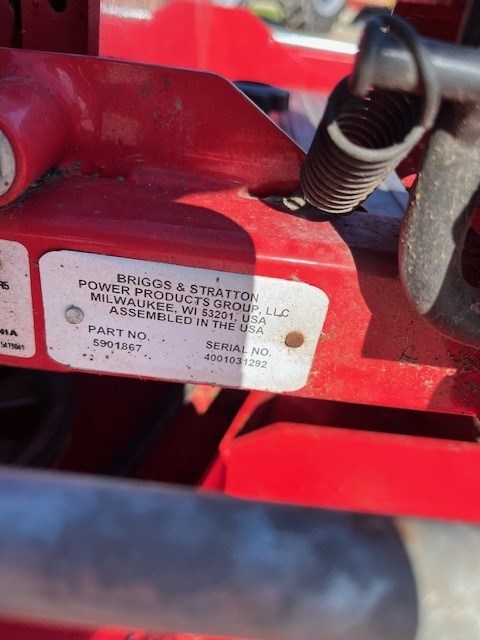 BRIGGS & STRATTON
POWER PRODUCTS GROUP, LLC
MILWAUKEE, WI 53201, USA
ASSEMBLED IN THE USA
PART NO.
5901867
SERIAL NO.
4001031292